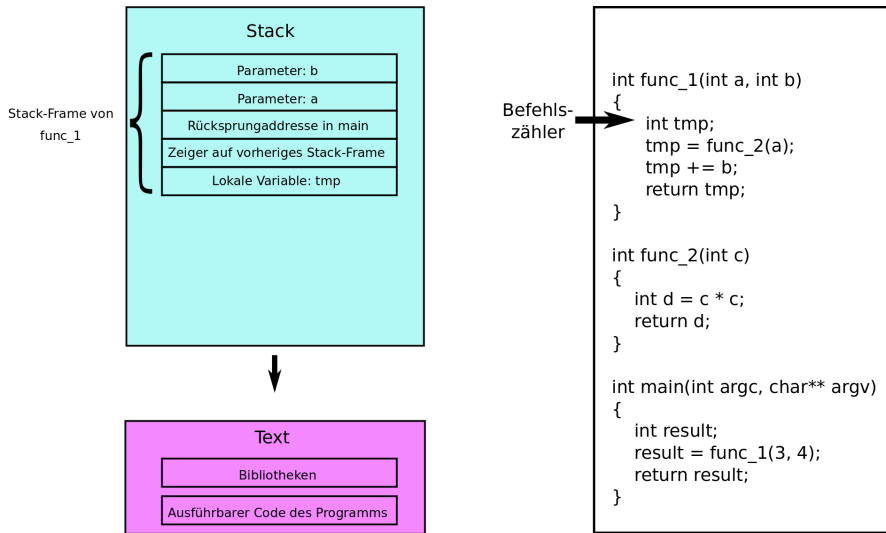 Stack
Stack-Frame von
func_1
Parameter: b
Parameter: a
Rücksprungaddresse in main
Zeiger auf vorheriges Stack-Frame
Lokale Variable: tmp
Text
Bibliotheken
Ausführbarer Code des Programms
Befehls-
zähler
int func_1(int a, int b)
{
int tmp;
tmp = func_2(a);
tmp += b;
return tmp;
}
int func_2(int c)
{
int d = c * c;
return d;
}
int main(int argc, char** argv)
{
int result;
result = func_1(3, 4);
return result;
}